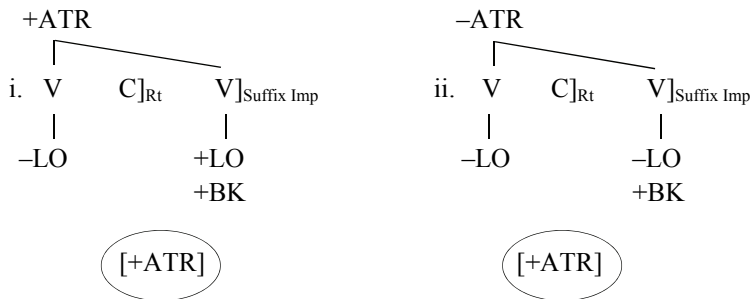 +ATR –ATR
i. V C]Rt V]Suffix Imp ii. V C]Rt V]Suffix Imp
–LO +LO –LO –LO
+BK +BK
[+ATR] [+ATR]